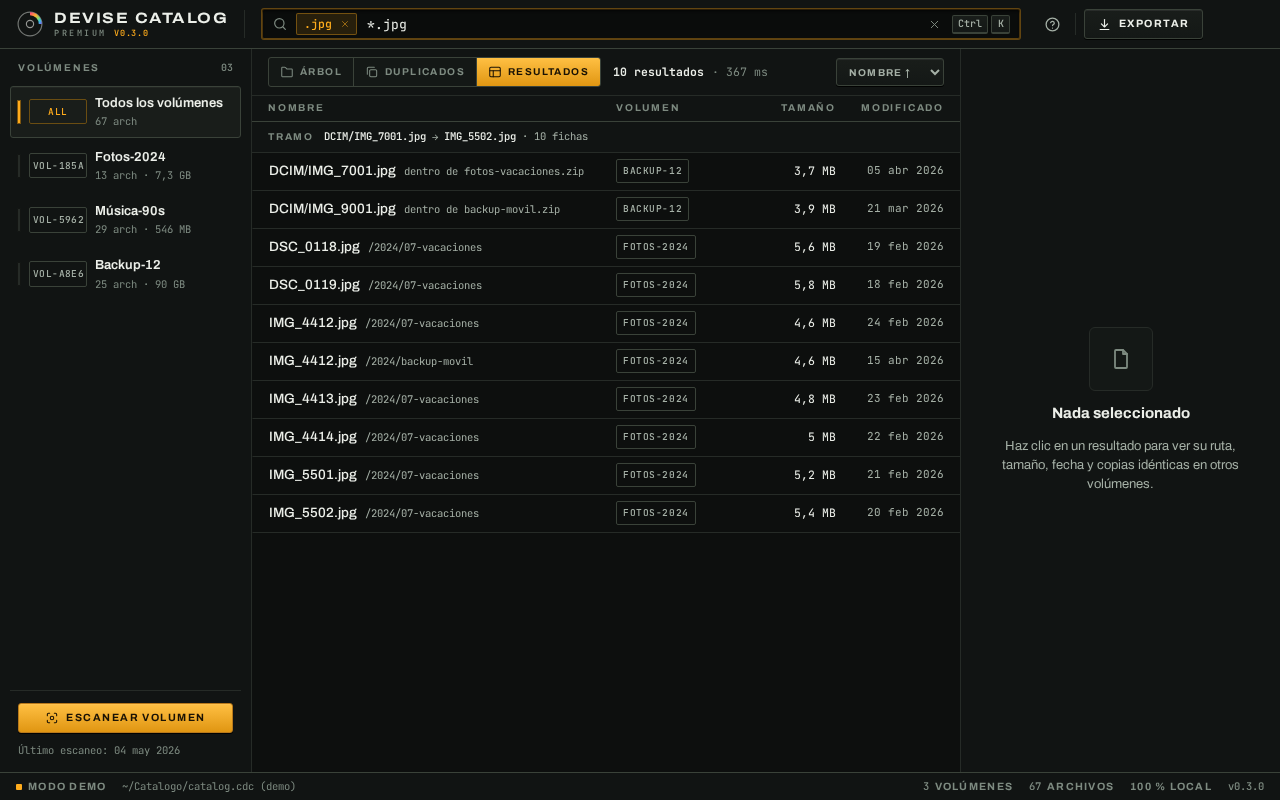 DEVISE CATALOG
PREMIUM V0.3.0
.jpg × *.jpg
Ctrl K
EXPORTAR
VOLÚMENES 03
ALL Todos los volúmenes
67 arch
VOL-185A Fotos-2024
13 arch · 7,3 GB
VOL-5962 Música-90s
29 arch · 546 MB
VOL-A8E6 Backup-12
25 arch · 90 GB
ESCANEAR VOLUMEN
Último escaneo: 04 may 2026
ÁRBOL DUPLICADOS RESULTADOS 10 resultados · 367 ms NOMBRE ↑
NOMBRE VOLUMEN TAMAÑO MODIFICADO
TRAMO DCIM/IMG_7001.jpg → IMG_5502.jpg · 10 fichas
DCIM/IMG_7001.jpg dentro de fotos-vacaciones.zip BACKUP-12 3,7 MB 05 abr 2026
DCIM/IMG_9001.jpg dentro de backup-movil.zip BACKUP-12 3,9 MB 21 mar 2026
DSC_0118.jpg /2024/07-vacaciones FOTOS-2024 5,6 MB 19 feb 2026
DSC_0119.jpg /2024/07-vacaciones FOTOS-2024 5,8 MB 18 feb 2026
IMG_4412.jpg /2024/07-vacaciones FOTOS-2024 4,6 MB 24 feb 2026
IMG_4412.jpg /2024/backup-movil FOTOS-2024 4,6 MB 15 abr 2026
IMG_4413.jpg /2024/07-vacaciones FOTOS-2024 4,8 MB 23 feb 2026
IMG_4414.jpg /2024/07-vacaciones FOTOS-2024 5 MB 22 feb 2026
IMG_5501.jpg /2024/07-vacaciones FOTOS-2024 5,2 MB 21 feb 2026
IMG_5502.jpg /2024/07-vacaciones FOTOS-2024 5,4 MB 20 feb 2026
Nada seleccionado
Haz clic en un resultado para ver su ruta,
tamaño, fecha y copias idénticas en otros
volúmenes.
MODO DEMO ~/Catalogo/catalog.cdc (demo) 3 VOLÚMENES 67 ARCHIVOS 100 % LOCAL v0.3.0